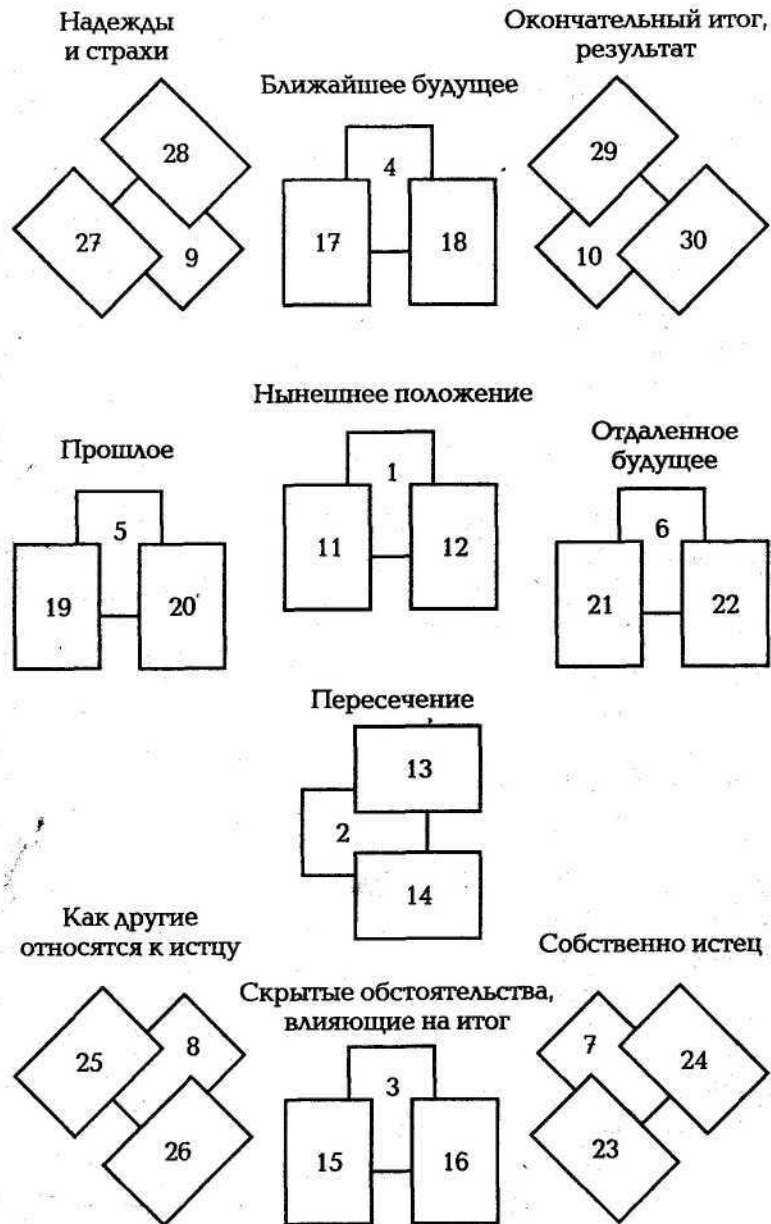 Надежды
и страхи
28
27
9
Ближайшее будущее
4
17
18
Окончательный итог,
результат
29
10
30
Прошлое
5
19
20
Нынешнее положение
1
11
12
Отдаленное
будущее
6
21
22
Пересечение
13
2
14
Как другие
относятся к истцу
25
8
26
Скрытые обстоятельства,
влияющие на итог
3
15
16
Собственно истец
7
24
23